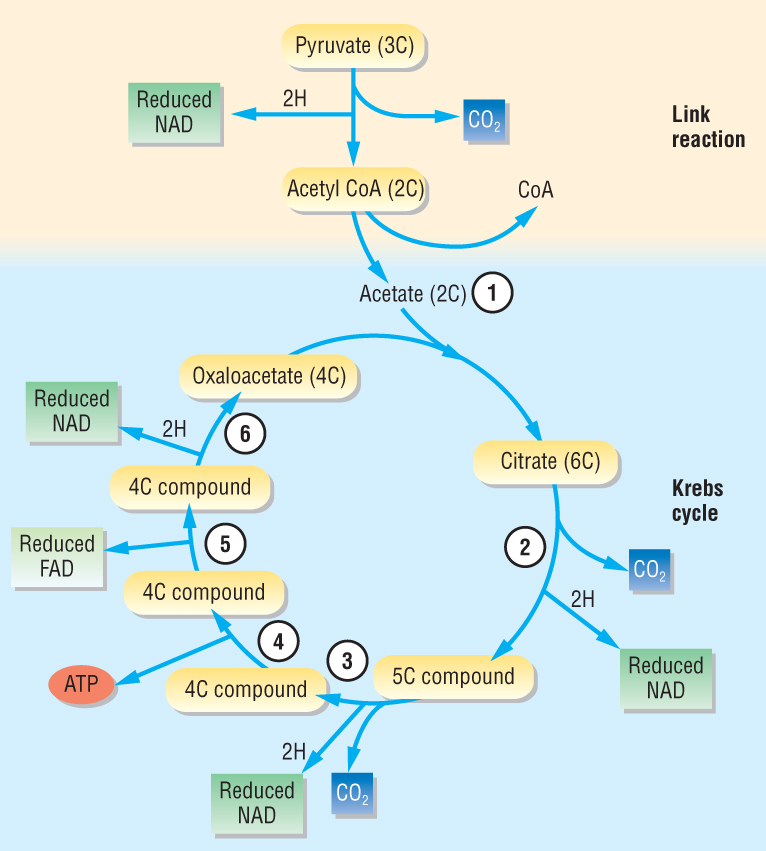 Pyruvate (3C)
2H
Reduced
NAD
CO₂
Link
reaction
Acetyl CoA (2C)
CoA
Acetate (2C)
1
Oxaloacetate (4C)
Reduced
NAD
2H
6
Citrate (6C)
4C compound
Krebs
cycle
Reduced
FAD
5
2
CO₂
4C compound
2H
4
3
ATP
4C compound
5C compound
Reduced
NAD
2H
Reduced
NAD
CO₂